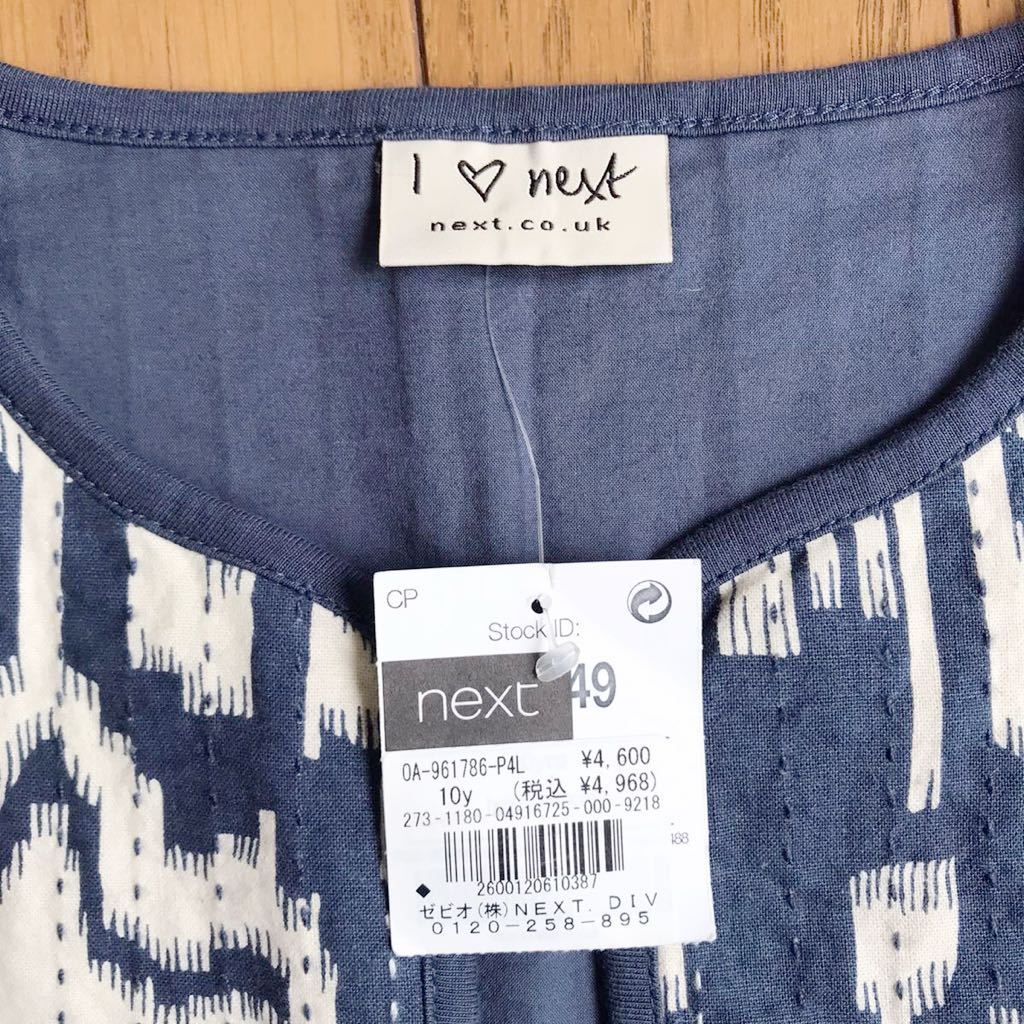 I ♡ next
next.co.uk
CP
Stock ID:
next 49
OA-961786-P4L ¥4,600
10y (税込 ¥4,968)
273-1180-04916725-000-9218
2600120610387
ゼビオ(株)NEXT. DIV
0120-258-895